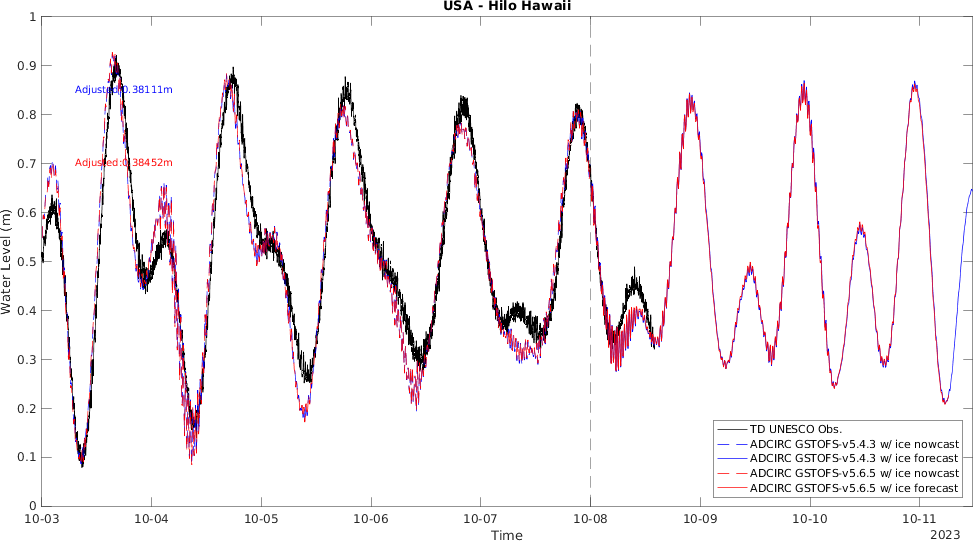 USA - Hilo Hawaii
1
0.9
0.8
0.7
0.6
0.5
0.4
0.3
0.2
0.1
0
Water Level (m)
Adjusted:0.38111m
Adjusted:0.38452m
TD UNESCO Obs.
ADCIRC GSTOFS-v5.4.3 w/ ice nowcast
ADCIRC GSTOFS-v5.4.3 w/ ice forecast
ADCIRC GSTOFS-v5.6.5 w/ ice nowcast
ADCIRC GSTOFS-v5.6.5 w/ ice forecast
10-03 10-04 10-05 10-06 10-07 10-08 10-09 10-10 10-11
Time
2023